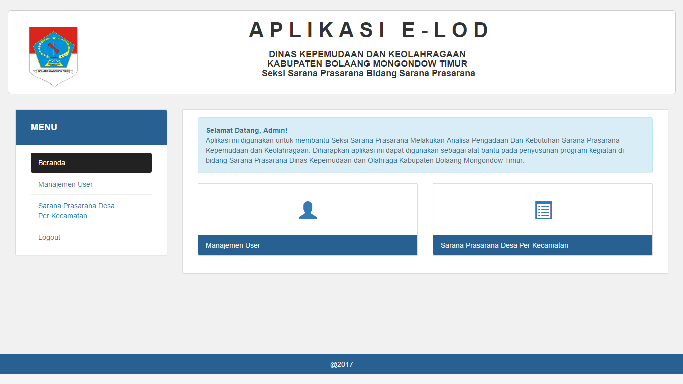 APLIKASI E-LOD
DINAS KEPEMUDAAN DAN KEOLAHRAGAAN
KABUPATEN BOLAANG MONGONDOW TIMUR
Seksi Sarana Prasarana Bidang Sarana Prasarana
MENU
Beranda
Manajemen User
Sarana Prasarana Desa
Per Kecamatan
Logout
Selamat Datang, Admin!
Aplikasi ini digunakan untuk membantu Seksi Sarana Prasarana Melakukan Analisa Pengadaan Dan Kebutuhan Sarana Prasarana
Kepemudaan dan Keolahragaan. Diharapkan aplikasi ini dapat digunakan sebagai alat bantu pada penyusunan program kegiatan di
bidang Sarana Prasarana Dinas Kepemudaan dan Olahraga Kabupaten Bolaang Mongondow Timur.
Manajemen User
Sarana Prasarana Desa Per Kecamatan
@2017